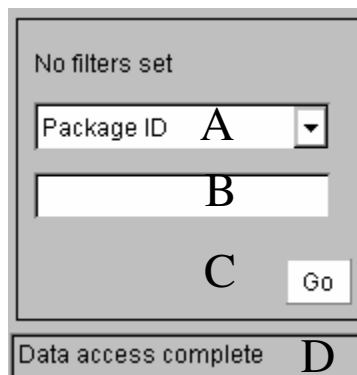 No filters set
Package ID A
B
C Go
Data access complete D